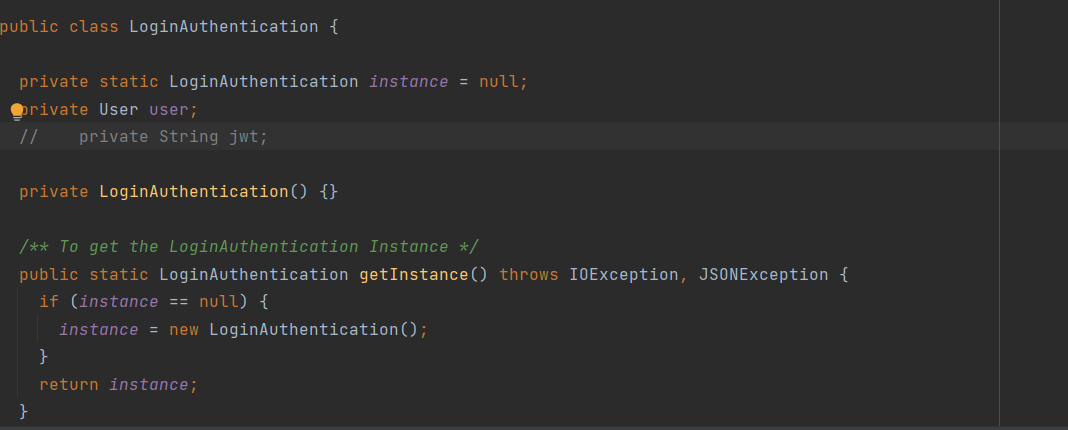 public class LoginAuthentication {
private static LoginAuthentication instance = null;
private User user;
//    private String jwt;
private LoginAuthentication() {}
/** To get the LoginAuthentication Instance */
public static LoginAuthentication getInstance() throws IOException, JSONException {
if (instance == null) {
instance = new LoginAuthentication();
}
return instance;
}